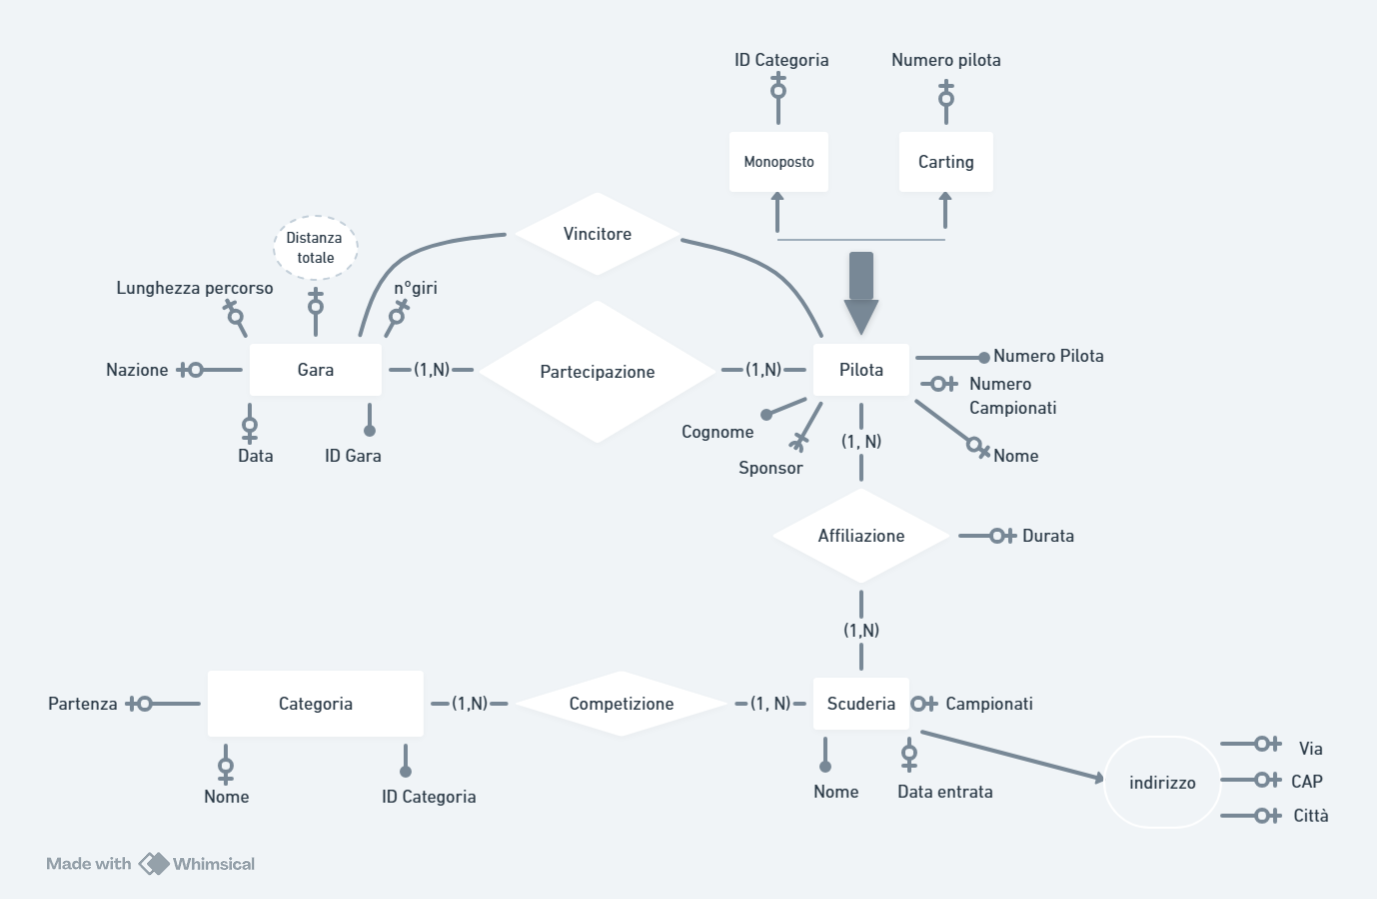 ID Categoria
Numero pilota
Monoposto
Carting
Vincitore
Distanza
totale
Lunghezza percorso
n°giri
Nazione
Gara
(1,N)
Partecipazione
(1,N)
Pilota
Numero Pilota
Numero
Campionati
Cognome
Sponsor
(1, N)
Nome
Data
ID Gara
Affiliazione
Durata
(1,N)
Partenza
Categoria
(1,N)
Competizione
(1, N)
Scuderia
Campionati
Nome
ID Categoria
Nome
Data entrata
indirizzo
Via
CAP
Città
Made with Whimsical